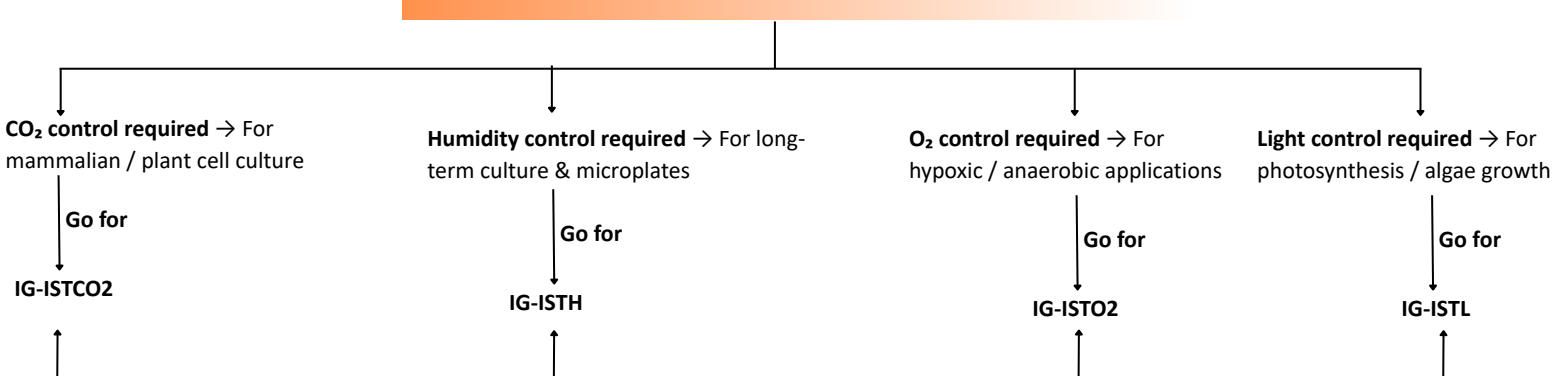 CO₂ control required → For
mammalian / plant cell culture
Go for
IG-ISTCO2
Humidity control required → For long-
term culture & microplates
Go for
IG-ISTH
O₂ control required → For
hypoxic / anaerobic applications
Go for
IG-ISTO2
Light control required → For
photosynthesis / algae growth
Go for
IG-ISTL